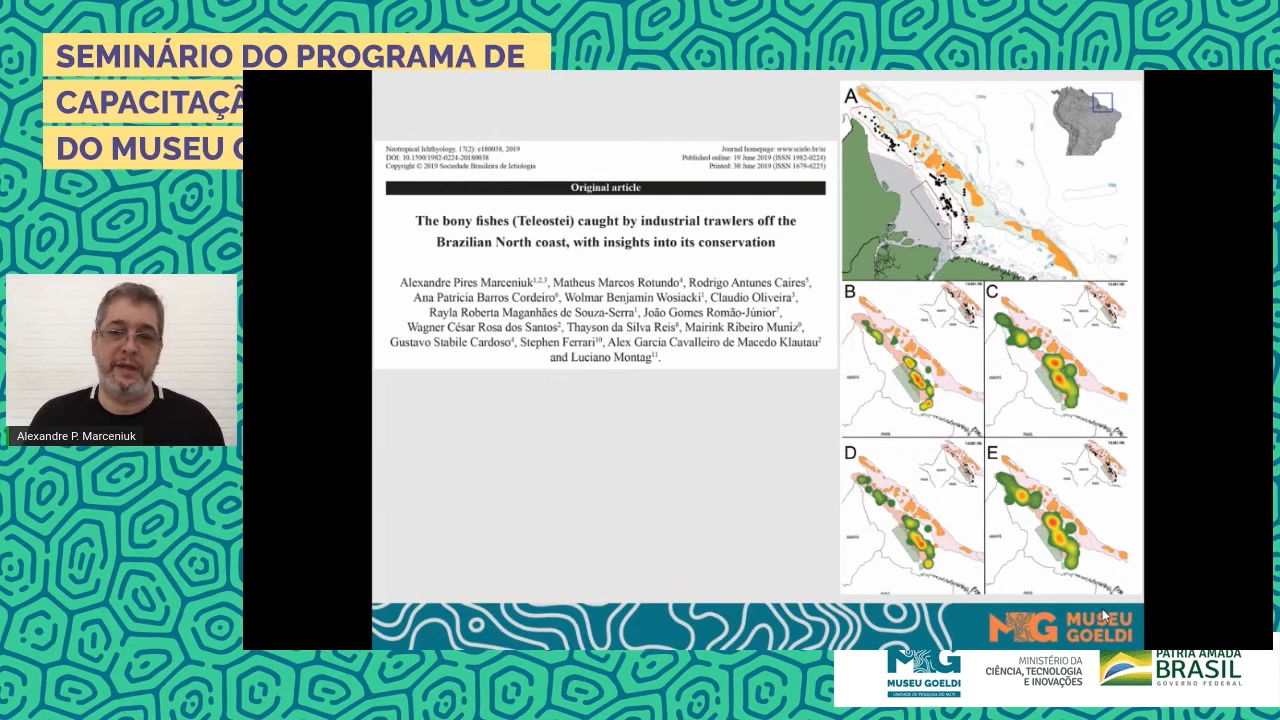 SEMINÁRIO DO PROGRAMA DE
CAPACITAÇÃ
DO MUSEU
Alexandre P. Marceniuk
Neotropical Ichthyology, 17(2): e180038, 2019
DOI: 10.1590/1982-0224-20180038
Copyright © 2019 Sociedade Brasileira de Ictiologia
Journal homepage: www.scielo.br/ni
Published online: 19 June 2019 (ISSN 1982-0224)
Printed: 30 June 2019 (ISSN 1679-6225)
Original article
The bony fishes (Teleostei) caught by industrial trawlers off the
Brazilian North coast, with insights into its conservation
Alexandre Pires Marceniuk1,2,3, Matheus Marcos Rotundo4, Rodrigo Antunes Caires5,
Ana Patricia Barros Cordeiro6, Wolmar Benjamin Wosiacki1, Claudio Oliveira3,
Rayla Roberta Maganhães de Souza-Serra1, João Gomes Romão-Júnior7,
Wagner César Rosa dos Santos2, Thayson da Silva Reis8, Mairink Ribeiro Muniz9,
Gustavo Stabile Cardoso4, Stephen Ferrari10, Alex Garcia Cavalleiro de Macedo Klautau2
and Luciano Montag11.
A
B
C
D
E
MUSEU
GOELDI
MUSEU GOELDI
MINISTÉRIO DA
CIÊNCIA, TECNOLOGIA
E INOVAÇÕES
PÁTRIA AMADA
BRASIL
GOVERNO FEDERAL